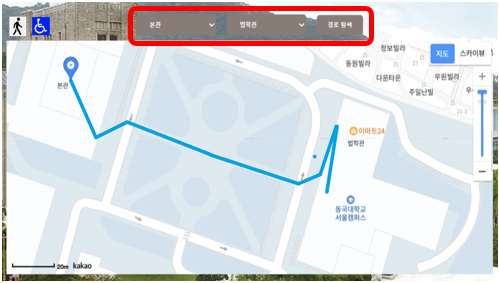 본관
법학관
경로 탐색
정보빌라
동원빌라
지도
스카이뷰
다운타운
우원빌라
주일난빌
우
본관
이마트24
법학관
동국대학교
서울캠퍼스
20m
kakao